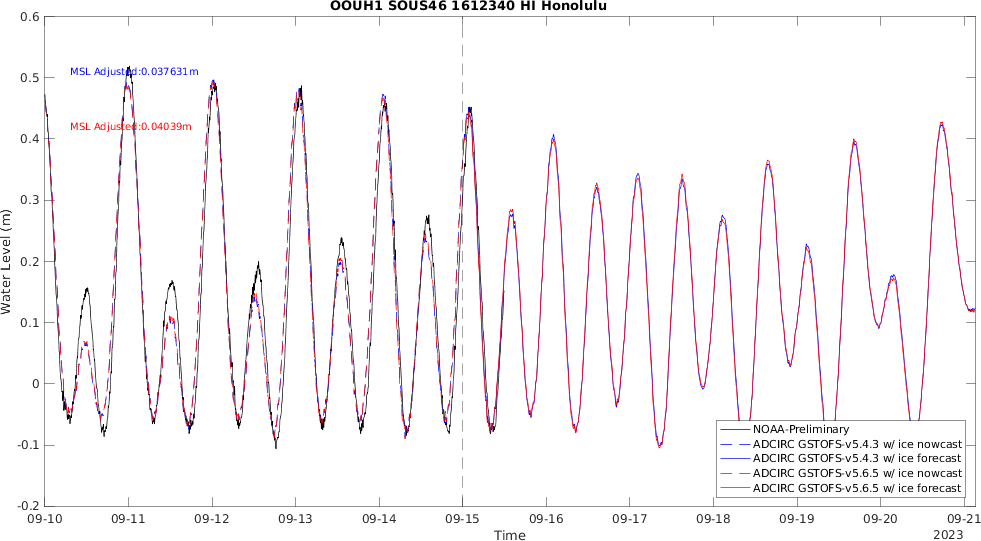 OOUH1 SOUS46 1612340 HI Honolulu
0.6
0.5
0.4
0.3
0.2
0.1
0
-0.1
-0.2
Water Level (m)
MSL Adjusted:0.037631m
MSL Adjusted:0.04039m
NOAA-Preliminary
ADCIRC GSTOFS-v5.4.3 w/ ice nowcast
ADCIRC GSTOFS-v5.4.3 w/ ice forecast
ADCIRC GSTOFS-v5.6.5 w/ ice nowcast
ADCIRC GSTOFS-v5.6.5 w/ ice forecast
09-10 09-11 09-12 09-13 09-14 09-15 09-16 09-17 09-18 09-19 09-20 09-21
Time 2023